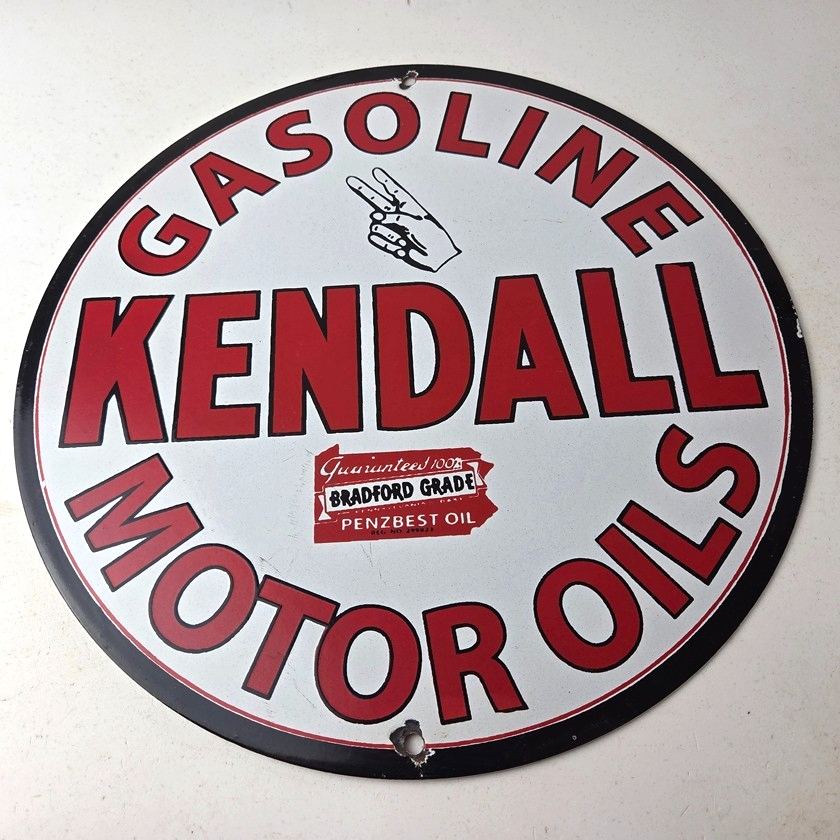 GASOLINE
KENDALL
Guaranteed 100%
BRADFORD GRADE
PENZBEST OIL
MOTOR OILS